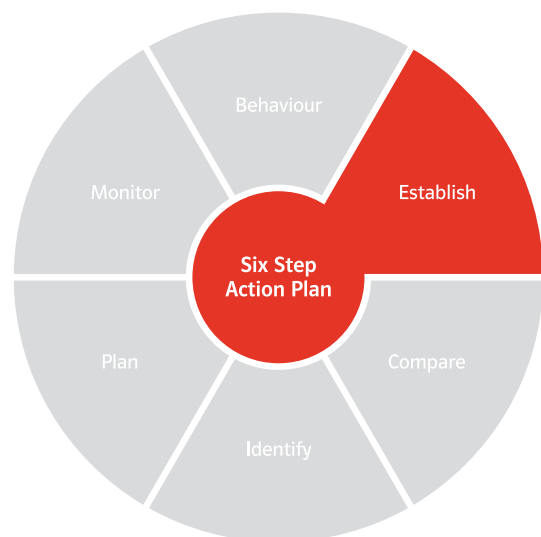 Behaviour
Monitor
Establish
Six Step
Action Plan
Plan
Compare
Identify